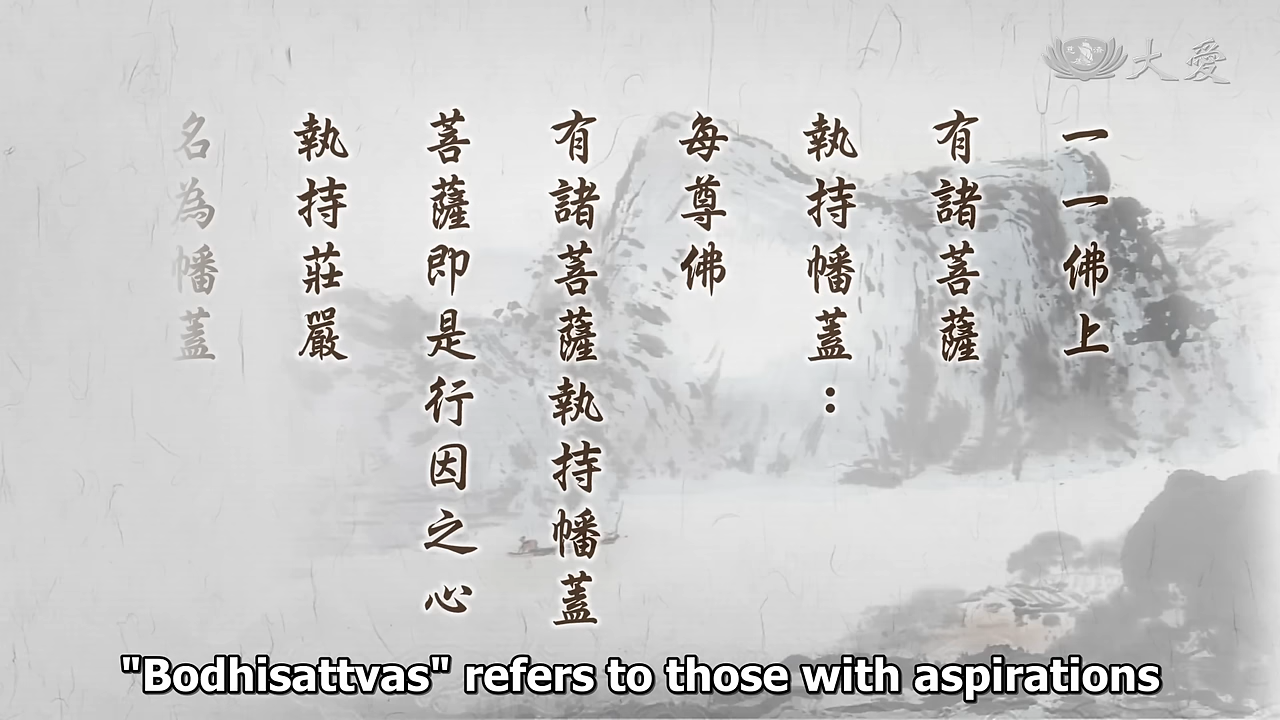 大愛
一一佛上
有諸菩薩
執持幡蓋：
每尊佛
有諸菩薩執持幡蓋
菩薩即是行因之心
執持莊嚴
名為幡蓋
"Bodhisattvas" refers to those with aspirations